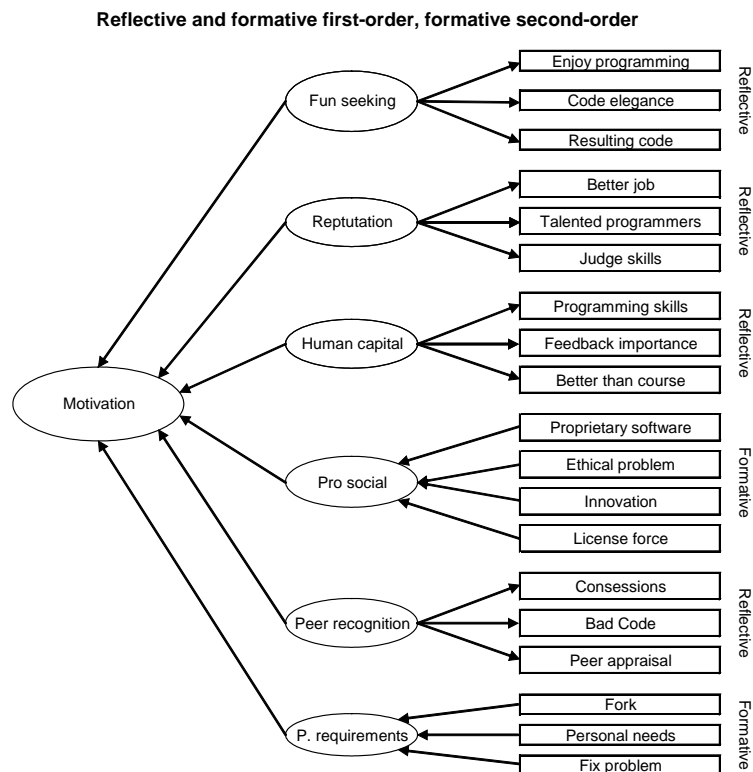 Reflective and formative first-order, formative second-order
Fun seeking
Enjoy programming
Code elegance
Resulting code
Reflective
Reptutation
Better job
Talented programmers
Judge skills
Reflective
Human capital
Programming skills
Feedback importance
Better than course
Reflective
Motivation
Pro social
Proprietary software
Ethical problem
Innovation
License force
Formative
Peer recognition
Consessions
Bad Code
Peer appraisal
Reflective
P. requirements
Fork
Personal needs
Fix problem
Formative